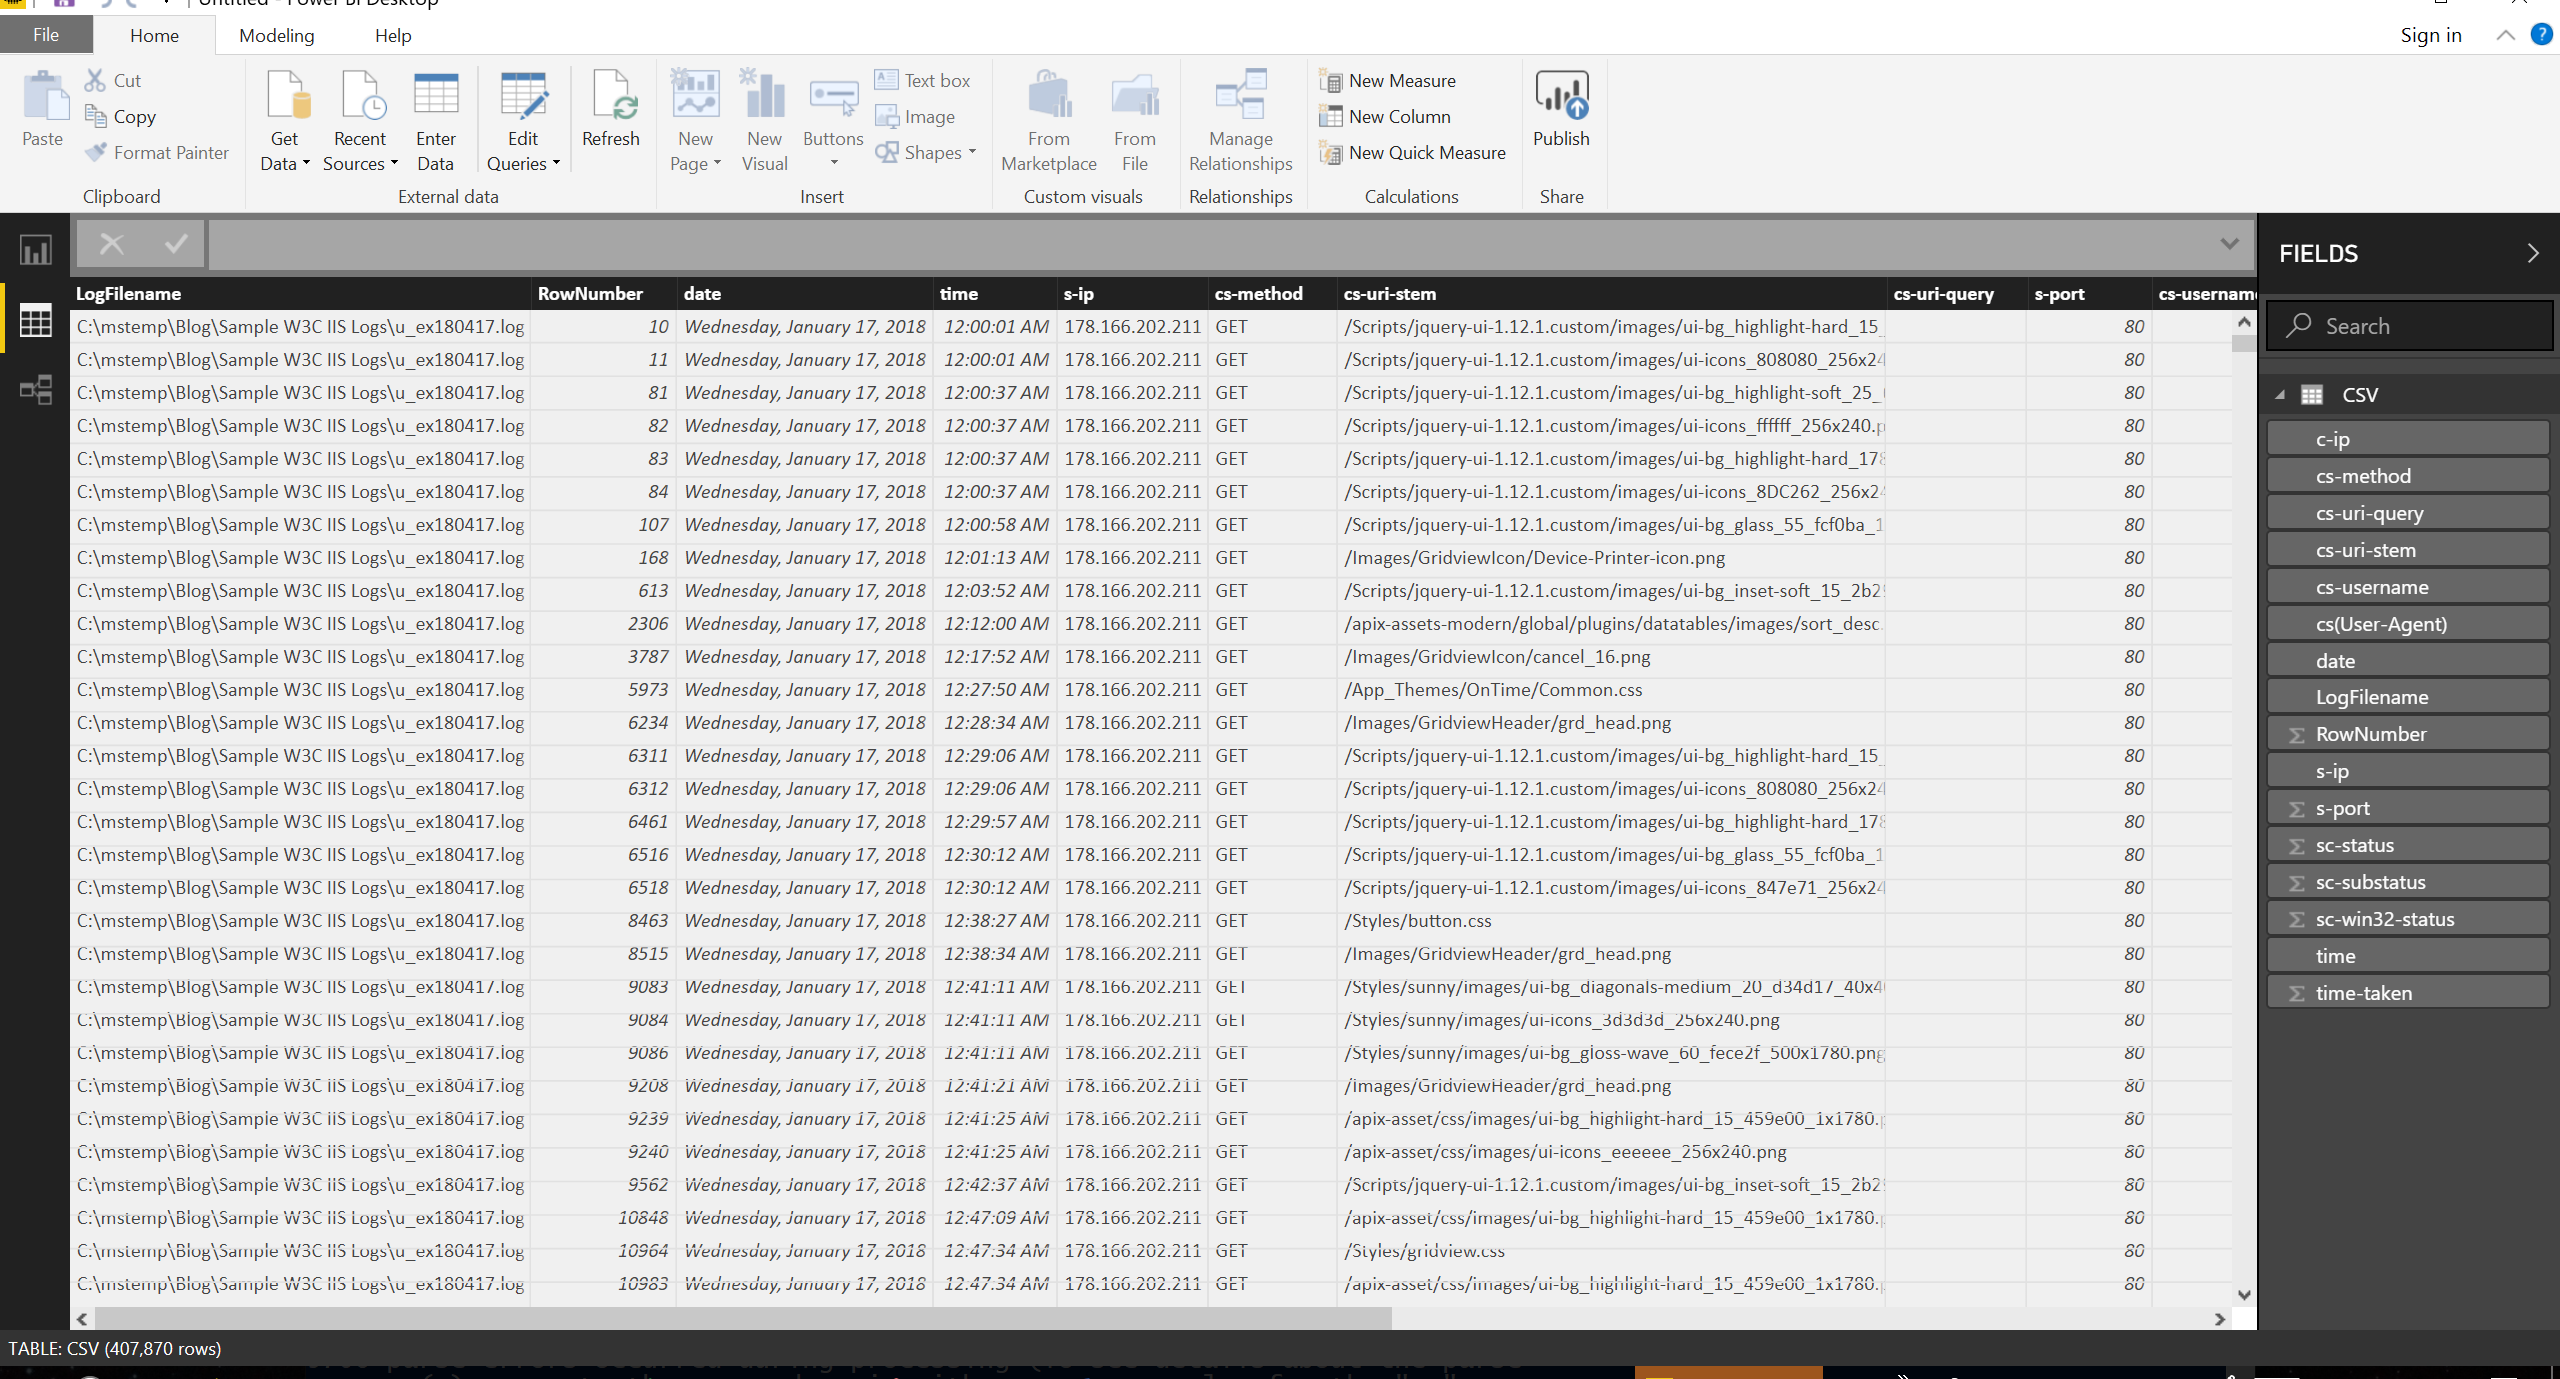 Untitled - Power BI Desktop
File Home Modeling Help Sign in
Paste Cut Copy Format Painter
Clipboard
Get Data Recent Sources Enter Data Edit Queries Refresh
External data
New Page New Visual Buttons Text box Image Shapes
Insert
From Marketplace From File
Custom visuals
Manage Relationships
Relationships
New Measure New Column New Quick Measure
Calculations
Publish
Share
LogFilename RowNumber date time s-ip cs-method cs-uri-stem cs-uri-query s-port cs-usernam
C:\mstemp\Blog\Sample W3C IIS Logs\u_ex180417.log 10 Wednesday, January 17, 2018 12:00:01 AM 178.166.202.211 GET /Scripts/jquery-ui-1.12.1.custom/images/ui-bg_highlight-hard_15_ 80
C:\mstemp\Blog\Sample W3C IIS Logs\u_ex180417.log 11 Wednesday, January 17, 2018 12:00:01 AM 178.166.202.211 GET /Scripts/jquery-ui-1.12.1.custom/images/ui-icons_808080_256x24 80
C:\mstemp\Blog\Sample W3C IIS Logs\u_ex180417.log 81 Wednesday, January 17, 2018 12:00:37 AM 178.166.202.211 GET /Scripts/jquery-ui-1.12.1.custom/images/ui-bg_highlight-soft_25_ 80
C:\mstemp\Blog\Sample W3C IIS Logs\u_ex180417.log 82 Wednesday, January 17, 2018 12:00:37 AM 178.166.202.211 GET /Scripts/jquery-ui-1.12.1.custom/images/ui-icons_ffffff_256x240.p 80
C:\mstemp\Blog\Sample W3C IIS Logs\u_ex180417.log 83 Wednesday, January 17, 2018 12:00:37 AM 178.166.202.211 GET /Scripts/jquery-ui-1.12.1.custom/images/ui-bg_highlight-hard_178 80
C:\mstemp\Blog\Sample W3C IIS Logs\u_ex180417.log 84 Wednesday, January 17, 2018 12:00:37 AM 178.166.202.211 GET /Scripts/jquery-ui-1.12.1.custom/images/ui-icons_8DC262_256x24 80
C:\mstemp\Blog\Sample W3C IIS Logs\u_ex180417.log 107 Wednesday, January 17, 2018 12:00:58 AM 178.166.202.211 GET /Scripts/jquery-ui-1.12.1.custom/images/ui-bg_glass_55_fcf0ba_1 80
C:\mstemp\Blog\Sample W3C IIS Logs\u_ex180417.log 168 Wednesday, January 17, 2018 12:01:13 AM 178.166.202.211 GET /Images/GridviewIcon/Device-Printer-icon.png 80
C:\mstemp\Blog\Sample W3C IIS Logs\u_ex180417.log 613 Wednesday, January 17, 2018 12:03:52 AM 178.166.202.211 GET /Scripts/jquery-ui-1.12.1.custom/images/ui-bg_inset-soft_15_2b2 80
C:\mstemp\Blog\Sample W3C IIS Logs\u_ex180417.log 2306 Wednesday, January 17, 2018 12:12:00 AM 178.166.202.211 GET /apix-assets-modern/global/plugins/datatables/images/sort_desc. 80
C:\mstemp\Blog\Sample W3C IIS Logs\u_ex180417.log 3787 Wednesday, January 17, 2018 12:17:52 AM 178.166.202.211 GET /Images/GridviewIcon/cancel_16.png 80
C:\mstemp\Blog\Sample W3C IIS Logs\u_ex180417.log 5973 Wednesday, January 17, 2018 12:27:50 AM 178.166.202.211 GET /App_Themes/OnTime/Common.css 80
C:\mstemp\Blog\Sample W3C IIS Logs\u_ex180417.log 6234 Wednesday, January 17, 2018 12:28:34 AM 178.166.202.211 GET /Images/GridviewHeader/grd_head.png 80
C:\mstemp\Blog\Sample W3C IIS Logs\u_ex180417.log 6311 Wednesday, January 17, 2018 12:29:06 AM 178.166.202.211 GET /Scripts/jquery-ui-1.12.1.custom/images/ui-bg_highlight-hard_15_ 80
C:\mstemp\Blog\Sample W3C IIS Logs\u_ex180417.log 6312 Wednesday, January 17, 2018 12:29:06 AM 178.166.202.211 GET /Scripts/jquery-ui-1.12.1.custom/images/ui-icons_808080_256x24 80
C:\mstemp\Blog\Sample W3C IIS Logs\u_ex180417.log 6461 Wednesday, January 17, 2018 12:29:57 AM 178.166.202.211 GET /Scripts/jquery-ui-1.12.1.custom/images/ui-bg_highlight-hard_178 80
C:\mstemp\Blog\Sample W3C IIS Logs\u_ex180417.log 6516 Wednesday, January 17, 2018 12:30:12 AM 178.166.202.211 GET /Scripts/jquery-ui-1.12.1.custom/images/ui-bg_glass_55_fcf0ba_1 80
C:\mstemp\Blog\Sample W3C IIS Logs\u_ex180417.log 6518 Wednesday, January 17, 2018 12:30:12 AM 178.166.202.211 GET /Scripts/jquery-ui-1.12.1.custom/images/ui-icons_847e71_256x24 80
C:\mstemp\Blog\Sample W3C IIS Logs\u_ex180417.log 8463 Wednesday, January 17, 2018 12:38:27 AM 178.166.202.211 GET /Styles/button.css 80
C:\mstemp\Blog\Sample W3C IIS Logs\u_ex180417.log 8515 Wednesday, January 17, 2018 12:38:34 AM 178.166.202.211 GET /Images/GridviewHeader/grd_head.png 80
C:\mstemp\Blog\Sample W3C IIS Logs\u_ex180417.log 9083 Wednesday, January 17, 2018 12:41:11 AM 178.166.202.211 GET /Styles/sunny/images/ui-bg_diagonals-medium_20_d34d17_40x4 80
C:\mstemp\Blog\Sample W3C IIS Logs\u_ex180417.log 9084 Wednesday, January 17, 2018 12:41:11 AM 178.166.202.211 GET /Styles/sunny/images/ui-icons_3d3d3d_256x240.png 80
C:\mstemp\Blog\Sample W3C IIS Logs\u_ex180417.log 9086 Wednesday, January 17, 2018 12:41:11 AM 178.166.202.211 GET /Styles/sunny/images/ui-bg_gloss-wave_60_fece2f_500x1780.png 80
C:\mstemp\Blog\Sample W3C IIS Logs\u_ex180417.log 9208 Wednesday, January 17, 2018 12:41:21 AM 178.166.202.211 GET /Images/GridviewHeader/grd_head.png 80
C:\mstemp\Blog\Sample W3C IIS Logs\u_ex180417.log 9239 Wednesday, January 17, 2018 12:41:25 AM 178.166.202.211 GET /apix-asset/css/images/ui-bg_highlight-hard_15_459e00_1x1780. 80
C:\mstemp\Blog\Sample W3C IIS Logs\u_ex180417.log 9240 Wednesday, January 17, 2018 12:41:25 AM 178.166.202.211 GET /apix-asset/css/images/ui-icons_eeeeee_256x240.png 80
C:\mstemp\Blog\Sample W3C IIS Logs\u_ex180417.log 9562 Wednesday, January 17, 2018 12:42:37 AM 178.166.202.211 GET /Scripts/jquery-ui-1.12.1.custom/images/ui-bg_inset-soft_15_2b2 80
C:\mstemp\Blog\Sample W3C IIS Logs\u_ex180417.log 10848 Wednesday, January 17, 2018 12:47:09 AM 178.166.202.211 GET /apix-asset/css/images/ui-bg_highlight-hard_15_459e00_1x1780. 80
C:\mstemp\Blog\Sample W3C IIS Logs\u_ex180417.log 10964 Wednesday, January 17, 2018 12:47:34 AM 178.166.202.211 GET /Styles/gridview.css 80
C:\mstemp\Blog\Sample W3C IIS Logs\u_ex180417.log 10983 Wednesday, January 17, 2018 12:47:34 AM 178.166.202.211 GET /apix-asset/css/images/ui-bg_highlight-hard_15_459e00_1x1780. 80
FIELDS
Search
CSV
c-ip
cs-method
cs-uri-query
cs-uri-stem
cs-username
cs(User-Agent)
date
LogFilename
Σ RowNumber
s-ip
Σ s-port
Σ sc-status
Σ sc-substatus
Σ sc-win32-status
time
Σ time-taken
TABLE: CSV (407,870 rows)